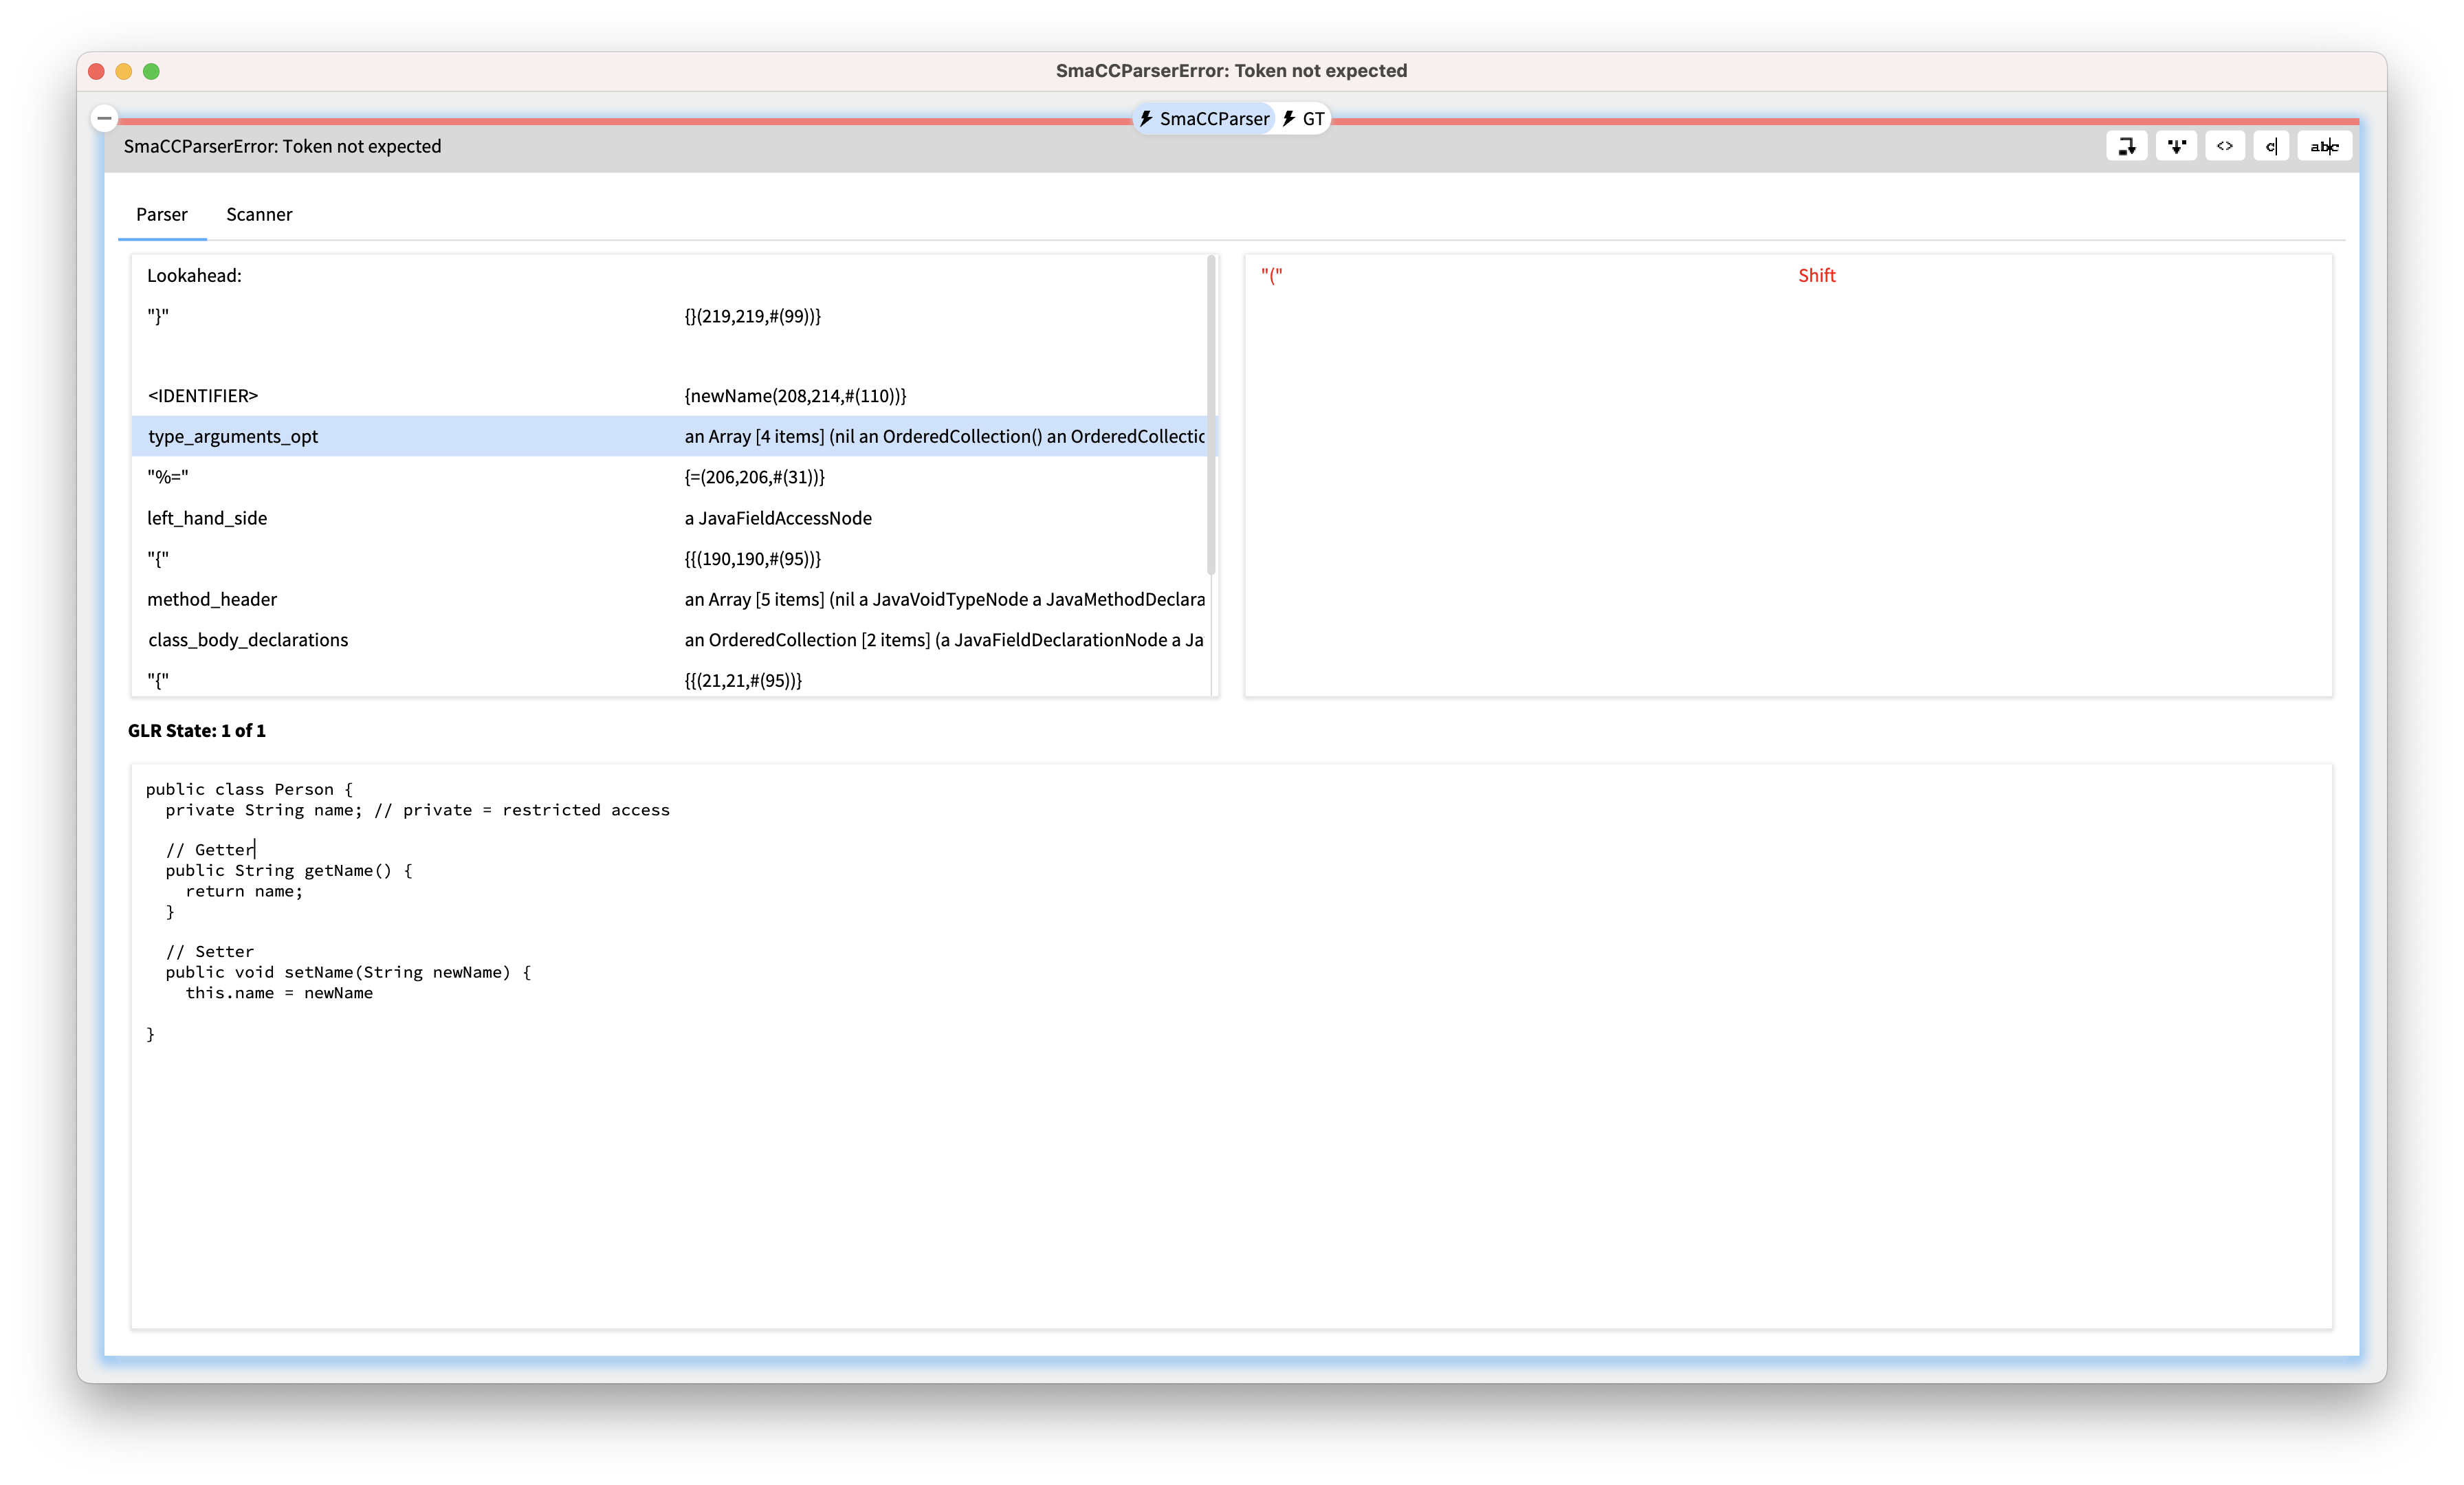 SmaCCParserError: Token not expected
SmaCCParser GT
SmaCCParserError: Token not expected
<> c| abc
Parser Scanner
Lookahead:
"}" {}(219,219,#(99))}
<IDENTIFIER> {newName(208,214,#(110))}
type_arguments_opt an Array [4 items] (nil an OrderedCollection() an OrderedCollectic
"%=" {=(206,206,#(31))}
left_hand_side a JavaFieldAccessNode
"{" {{(190,190,#(95))}
method_header an Array [5 items] (nil a JavaVoidTypeNode a JavaMethodDeclara
class_body_declarations an OrderedCollection [2 items] (a JavaFieldDeclarationNode a Ja
"{" {{(21,21,#(95))}
"(" Shift
GLR State: 1 of 1
public class Person {
  private String name; // private = restricted access
  // Getter
  public String getName() {
    return name;
  }
  // Setter
  public void setName(String newName) {
    this.name = newName
}